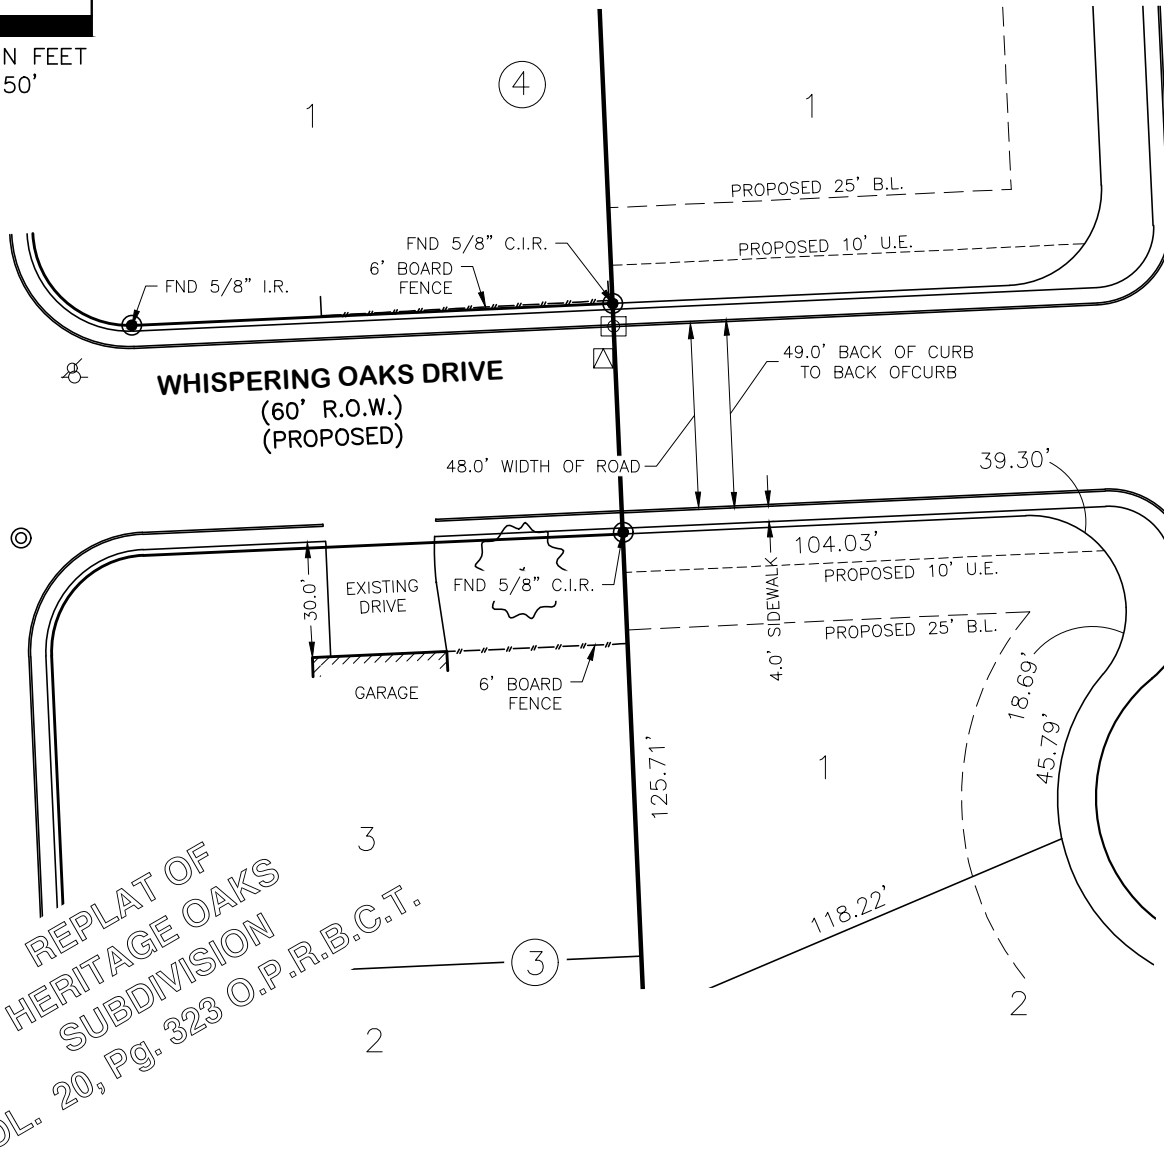 N FEET
50'
4
1
1
PROPOSED 25' B.L.
FND 5/8" C.I.R.
PROPOSED 10' U.E.
6' BOARD
FENCE
FND 5/8" I.R.
49.0' BACK OF CURB
TO BACK OFCURB
WHISPERING OAKS DRIVE
(60' R.O.W.)
(PROPOSED)
48.0' WIDTH OF ROAD
39.30'
104.03'
PROPOSED 10' U.E.
EXISTING
DRIVE
FND 5/8" C.I.R.
30.0'
4.0' SIDEWALK
PROPOSED 25' B.L.
GARAGE
6' BOARD
FENCE
18.69'
45.79'
125.71'
1
3
118.22'
REPLAT OF
HERITAGE OAKS
SUBDIVISION
OL. 20, Pg. 323 O.P.R.B.C.T.
3
2
2